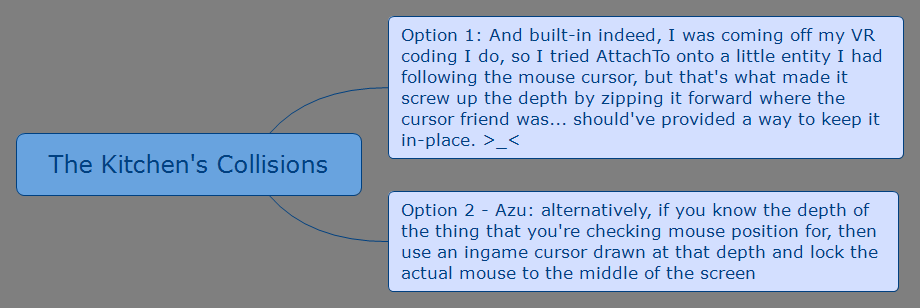 The Kitchen's Collisions
Option 1: And built-in indeed, I was coming off my VR
coding I do, so I tried AttachTo onto a little entity I had
following the mouse cursor, but that's what made it
screw up the depth by zipping it forward where the
cursor friend was... should've provided a way to keep it
in-place. >_<
Option 2 - Azu: alternatively, if you know the depth of
the thing that you're checking mouse position for, then
use an ingame cursor drawn at that depth and lock the
actual mouse to the middle of the screen